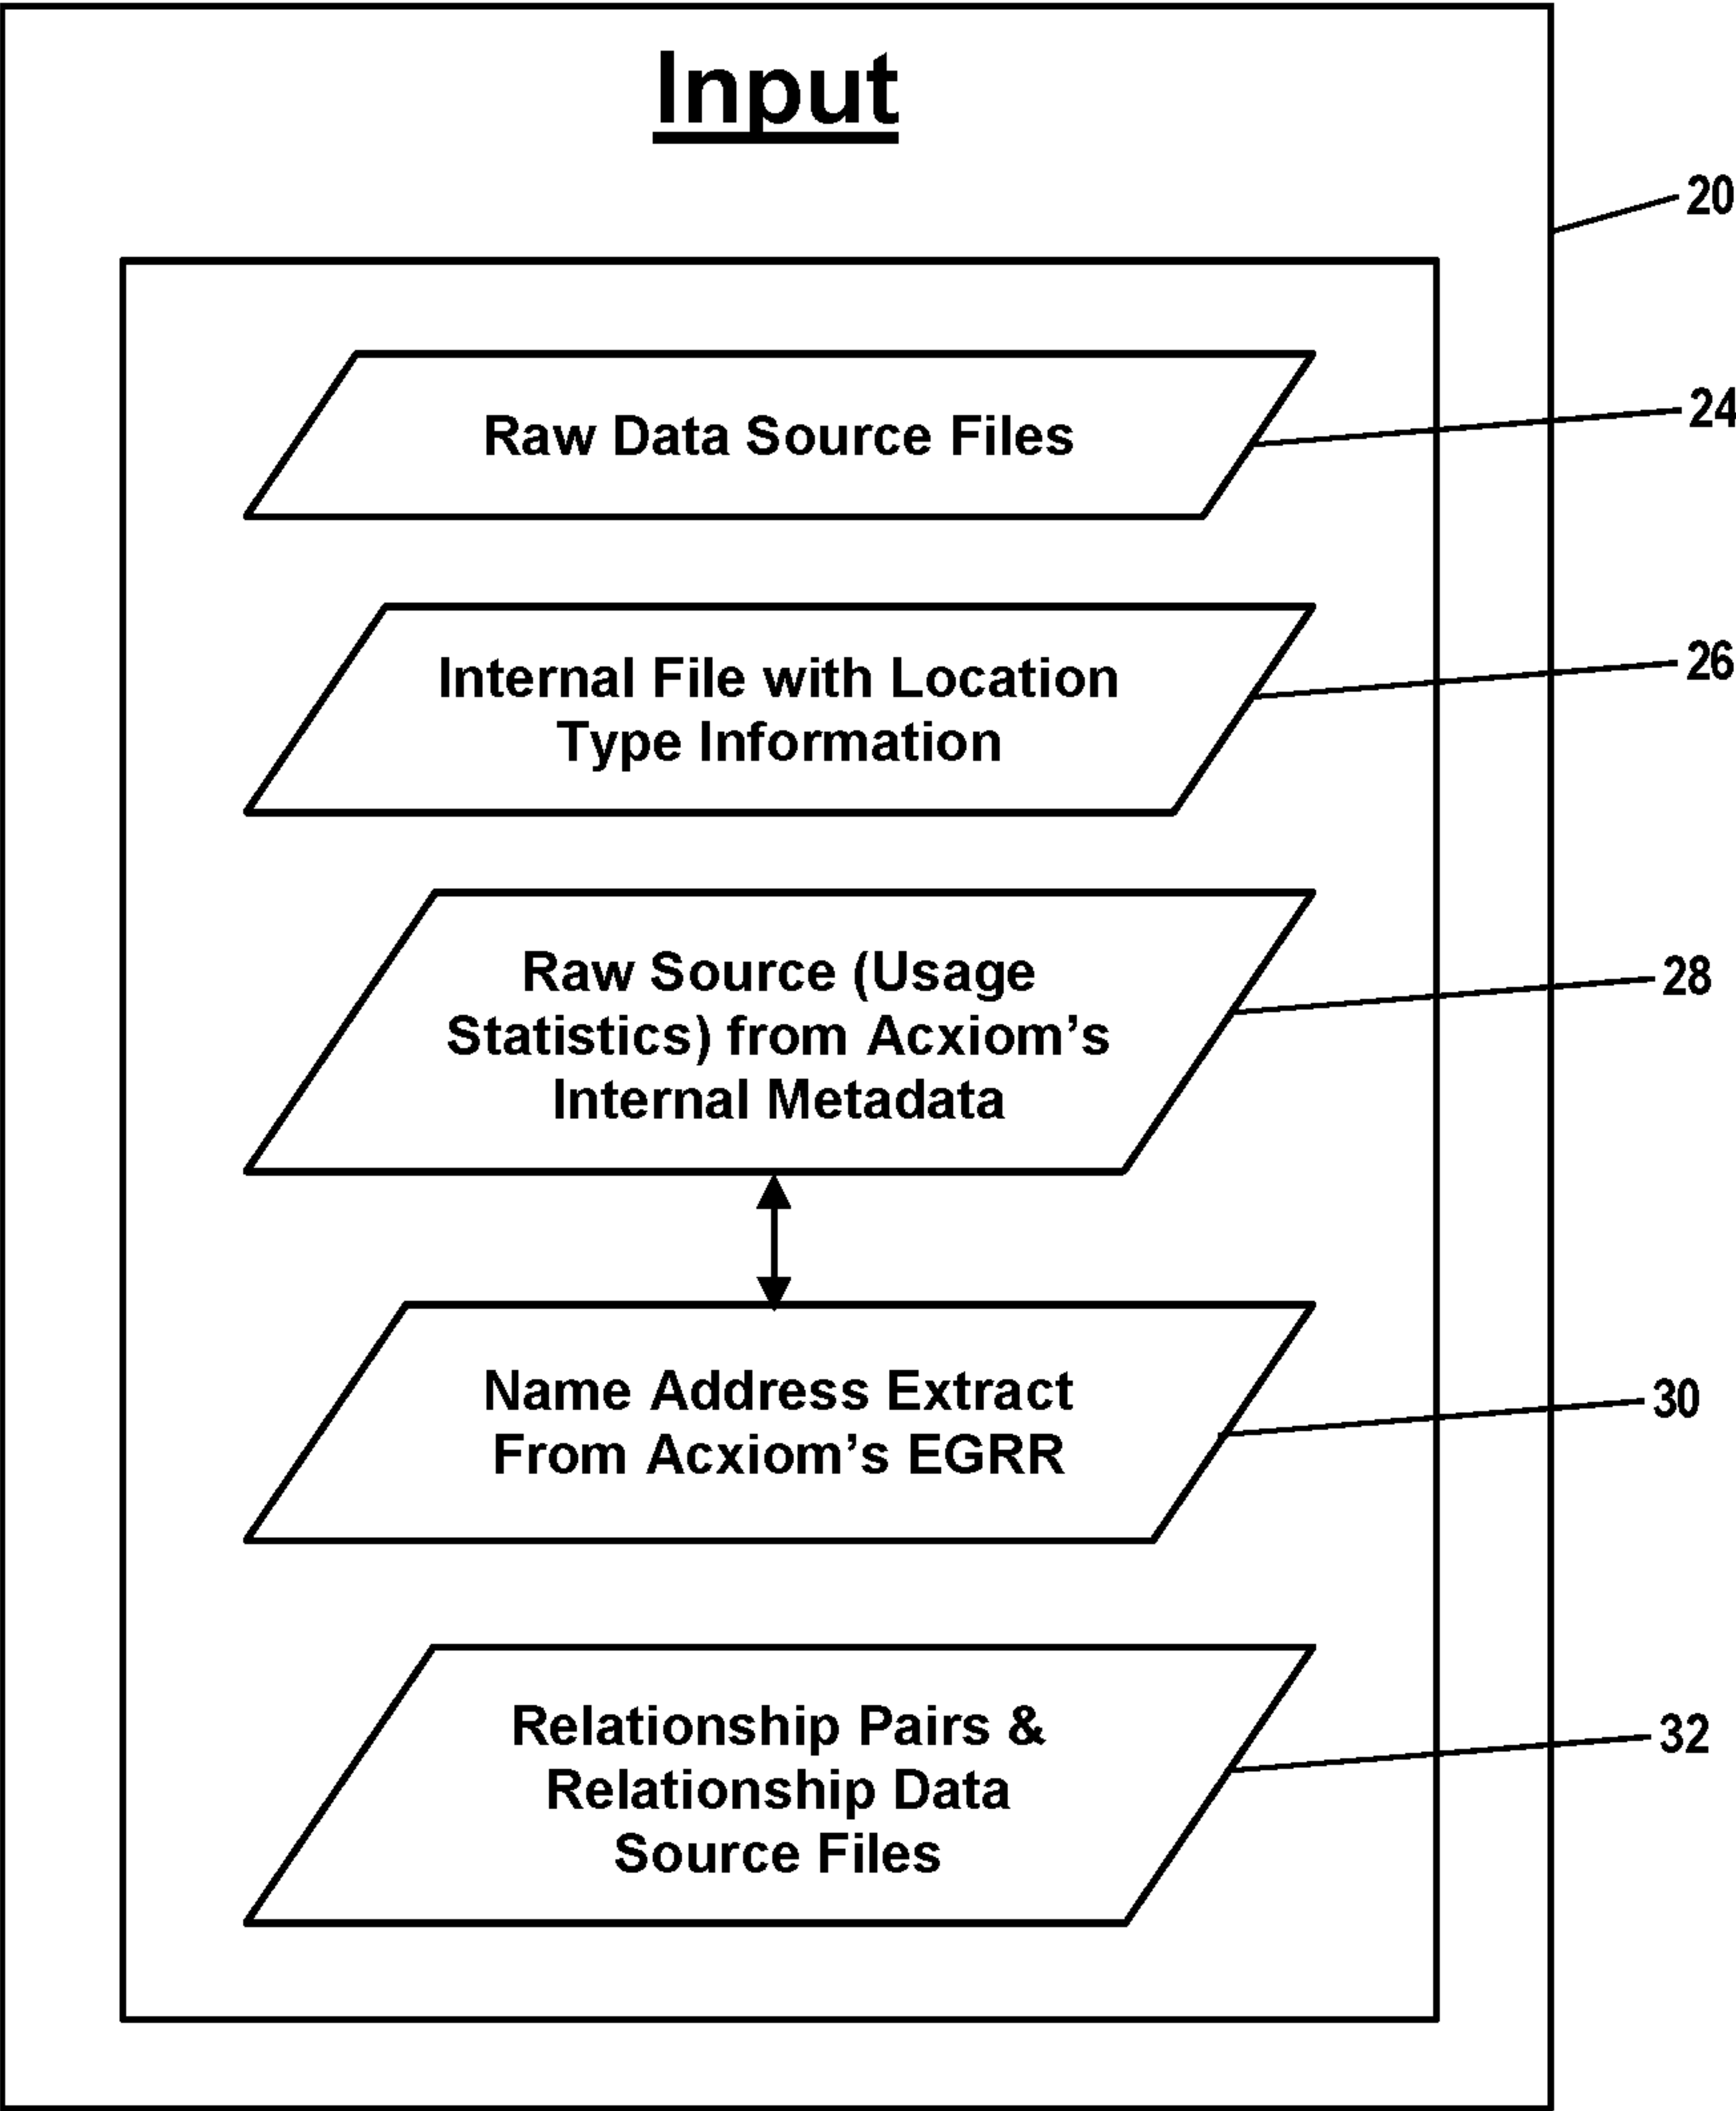 Input
20
Raw Data Source Files
24
Internal File with Location
Type Information
26
Raw Source (Usage
Statistics) from Acxiom’s
Internal Metadata
28
Name Address Extract
From Acxiom’s EGRR
30
Relationship Pairs &
Relationship Data
Source Files
32